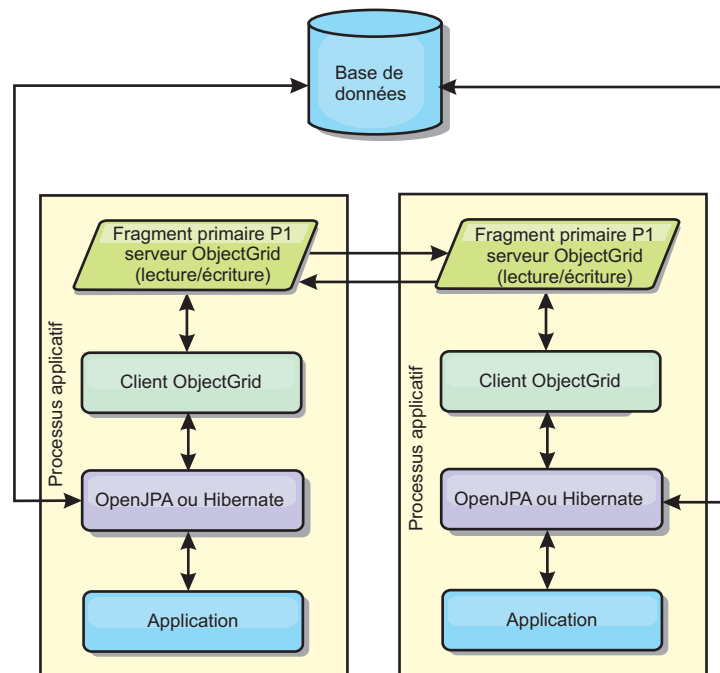 Base de
données
Fragment primaire P1
serveur ObjectGrid
(lecture/écriture)
Client ObjectGrid
OpenJPA ou Hibernate
Application
Processus applicatif
Fragment primaire P1
serveur ObjectGrid
(lecture/écriture)
Client ObjectGrid
OpenJPA ou Hibernate
Application
Processus applicatif